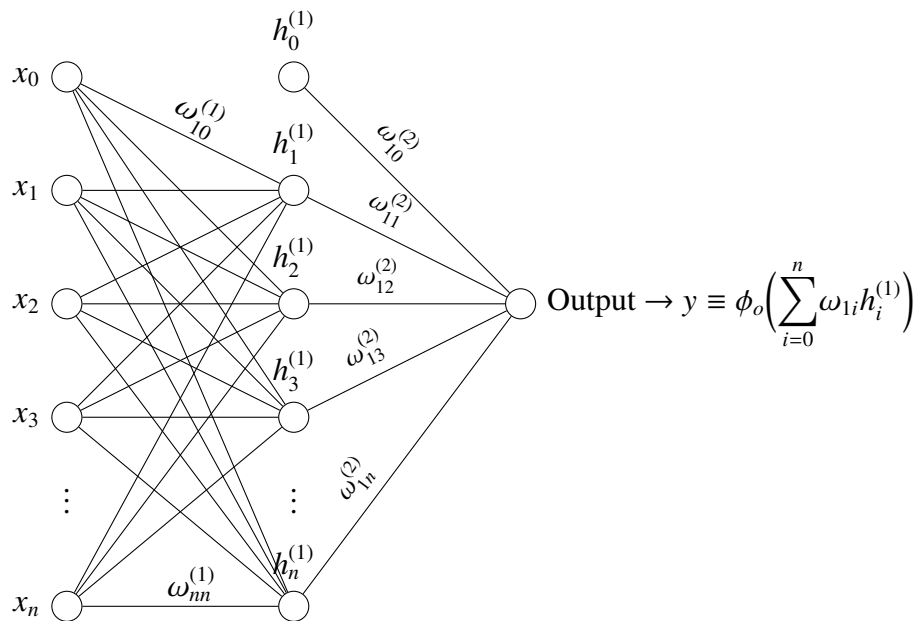 h_0^{(1)}
x_0
ω_{10}^{(1)}
ω_{10}^{(2)}
h_1^{(1)}
x_1
ω_{11}^{(2)}
h_2^{(1)}
ω_{12}^{(2)}
x_2
Output → y ≡ ϕ_o(∑_{i=0}^{n} ω_{1i} h_i^{(1)})
ω_{13}^{(2)}
h_3^{(1)}
x_3
ω_{1n}^{(2)}
⋮ ⋮
h_n^{(1)}
ω_{nn}^{(1)}
x_n